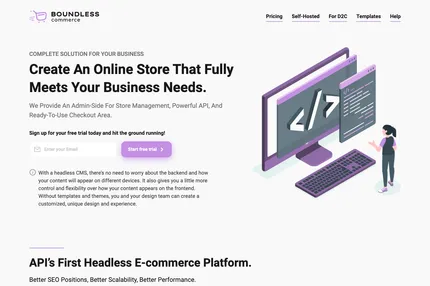 BOUNDLESS
commerce
Pricing Self-Hosted For D2C Templates Help
COMPLETE SOLUTION FOR YOUR BUSINESS
Create An Online Store That Fully
Meets Your Business Needs.
We Provide An Admin-Side For Store Management, Powerful API, And
Ready-To-Use Checkout Area.
Sign up for your free trial today and hit the ground running!
Enter your Email
Start free trial
With a headless CMS, there's no need to worry about the backend and how
your content will appear on different devices. It also gives you a little more
control and flexibility over how your content appears on the frontend.
Without templates and themes, you and your design team can create a
customized, unique design and experience.
</>
API's First Headless E-commerce Platform.
Better SEO Positions, Better Scalability, Better Performance.